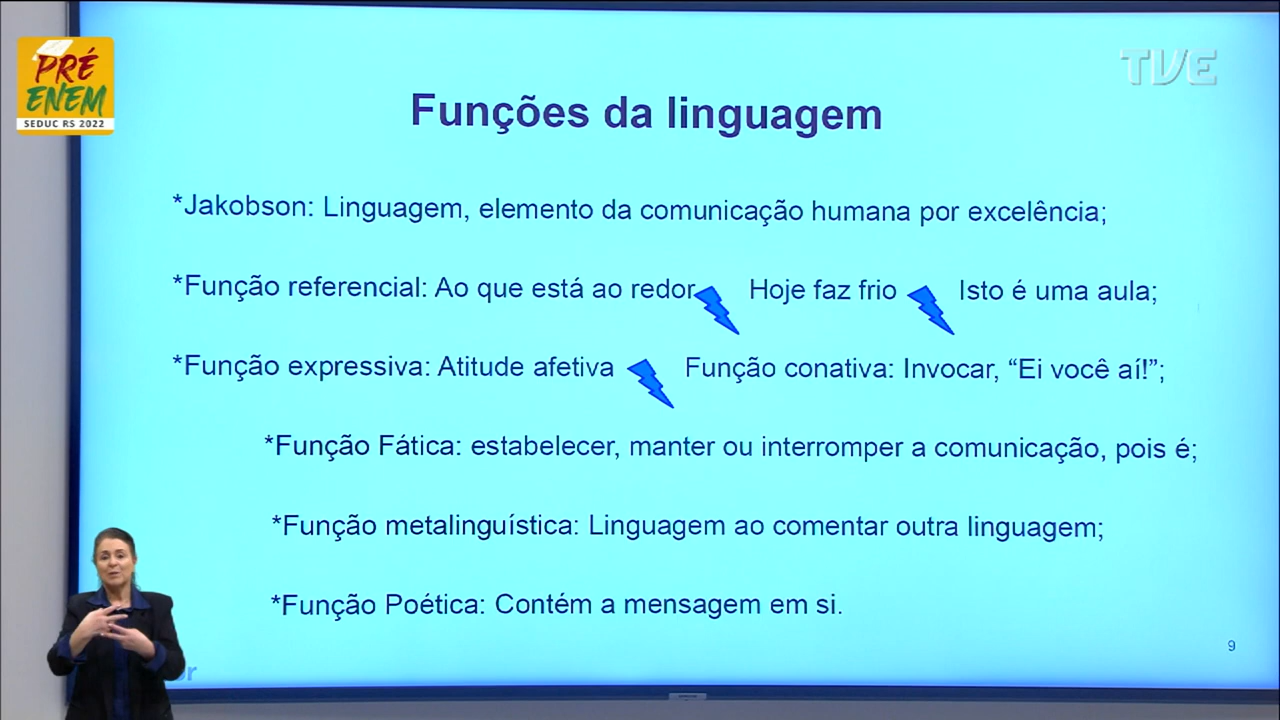 PRÉ
ENEM
SEDUC RS 2022
TVE
Funções da linguagem
*Jakobson: Linguagem, elemento da comunicação humana por excelência;
*Função referencial: Ao que está ao redor Hoje faz frio Isto é uma aula;
*Função expressiva: Atitude afetiva Função conativa: Invocar, “Ei você aí!”;
*Função Fática: estabelecer, manter ou interromper a comunicação, pois é;
*Função metalinguística: Linguagem ao comentar outra linguagem;
*Função Poética: Contém a mensagem em si.
9